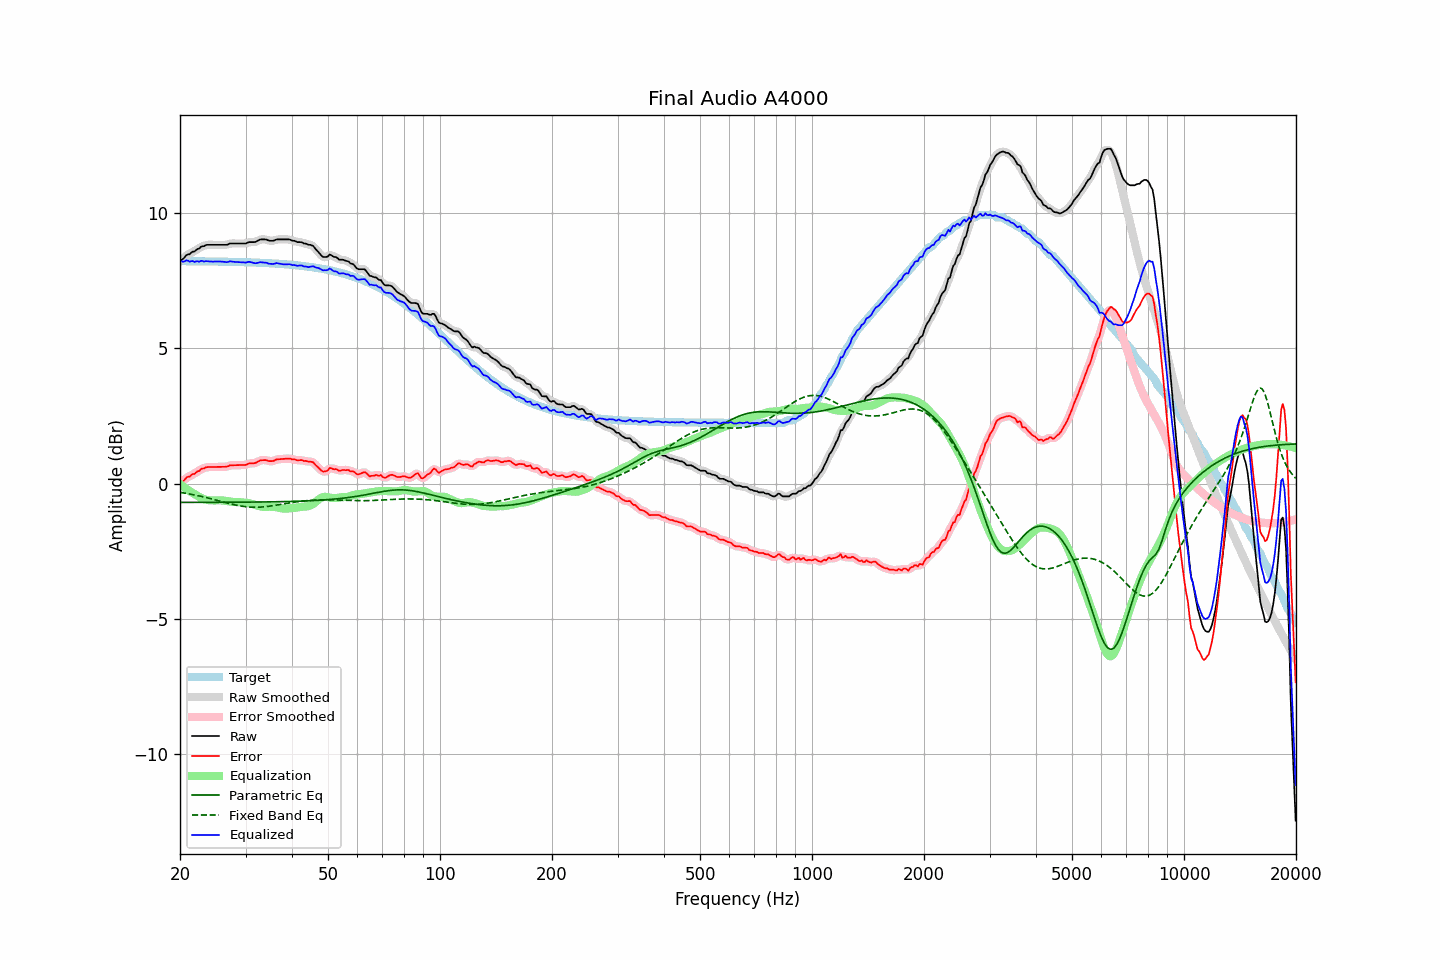 Final Audio A4000
Amplitude (dBr)
10
5
0
−5
−10
Target
Raw Smoothed
Error Smoothed
Raw
Error
Equalization
Parametric Eq
Fixed Band Eq
Equalized
20 50 100 200 500 1000 2000 5000 10000 20000
Frequency (Hz)